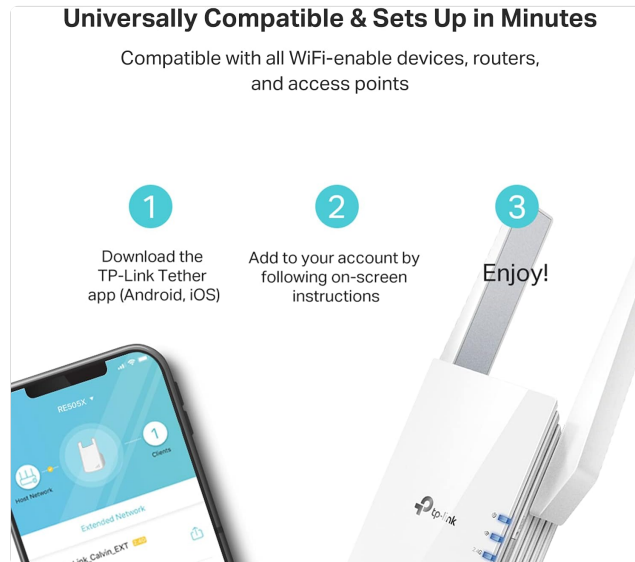 Universally Compatible & Sets Up in Minutes
Compatible with all WiFi-enable devices, routers,
and access points
1
2
3
Download the
TP-Link Tether
app (Android, iOS)
Add to your account by
following on-screen
instructions
Enjoy!
RE505X
1
Host Network
Clients
Extended Network
Link_Calvin_EXT
tp-link